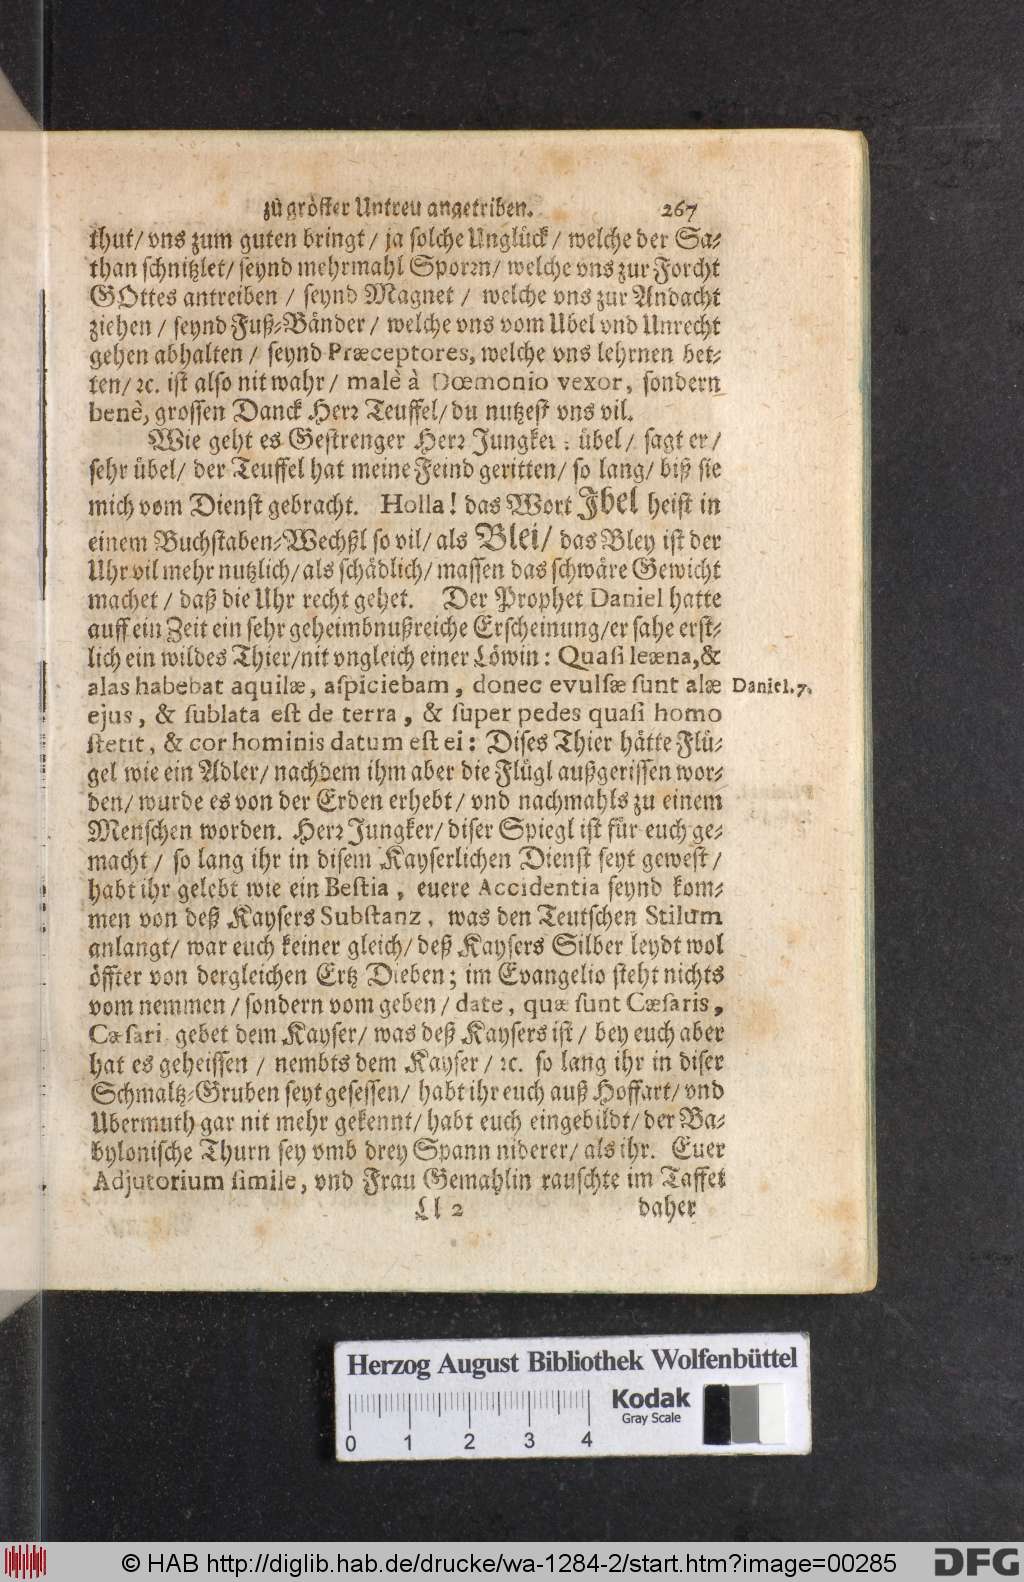 zů gröster Untreu angetriben. 267
thut/ vns zum guten bringt / ja solche Unglück / welche der Sa-
than schnitzlet/ seynd mehrmahl Sporrn/ welche vns zur Forcht
GOttes antreiben / seynd Magnet / welche vns zur Andacht
ziehen / seynd Fuß-Bänder / welche vns vom Ubel vnd Unrecht
gehen abhalten / seynd Præceptores, welche vns lehrnen bet-
ten/ ꝛc. ist also nit wahr / malè à Dœmonio vexor, sondern
benè, grossen Danck Herꝛ Teuffel/ du nutzest vns vil.
Wie geht es Gestrenger Herꝛ Jungker: übel/ sagt er/
sehr übel/ der Teuffel hat meine Feind geritten/ so lang/ biß sie
mich vom Dienst gebracht. Holla! das Wort Jbel heist in
einem Buchstaben-Wechßl so vil/ als Blei/ das Bley ist der
Uhr vil mehr nutzlich/ als schädlich/ massen das schwäre Gewicht
machet / daß die Uhr recht gehet. Der Prophet Daniel hatte
auff ein Zeit ein sehr geheimbnußreiche Erscheinung/er sahe erst-
lich ein wildes Thier/nit vngleich einer Löwin: Quasi leæna, &
alas habebat aquilæ, aspiciebam, donec evulsæ sunt alæ Daniel. 7.
ejus, & sublata est de terra, & super pedes quasi homo
stetit, & cor hominis datum est ei: Dises Thier hätte Flü-
gel wie ein Adler/ nachdem ihm aber die Flügl außgerissen wor-
den/ wurde es von der Erden erhebt/ vnd nachmahls zu einem
Menschen worden. Herꝛ Jungker/ diser Spiegl ist für euch ge-
macht / so lang ihr in disem Kayserlichen Dienst seyt gewest /
habt ihr gelebt wie ein Bestia, euere Accidentia seynd kom-
men von deß Kaysers Substanz, was den Teutschen Stilum
anlangt/ war euch keiner gleich/ deß Kaysers Silber leydt wol
öffter von dergleichen Ertz Dieben; im Evangelio steht nichts
vom nemmen / sondern vom geben / date, quæ sunt Cæsaris,
Cæsari, gebet dem Kayser/ was deß Kaysers ist / bey euch aber
hat es geheissen / nembts dem Kayser / ꝛc. so lang ihr in diser
Schmaltz-Gruben seyt gesessen/ habt ihr euch auß Hoffart/ vnd
Ubermuth gar nit mehr gekennt/ habt euch eingebildt/ der Ba-
bylonische Thurn sey vmb drey Spann niderer/ als ihr. Euer
Adjutorium simile, vnd Frau Gemahlin rauschte im Taffet
Ll 2 daher
Herzog August Bibliothek Wolfenbüttel
Kodak
Gray Scale
0 1 2 3 4
© HAB http://diglib.hab.de/drucke/wa-1284-2/start.htm?image=00285
DFG